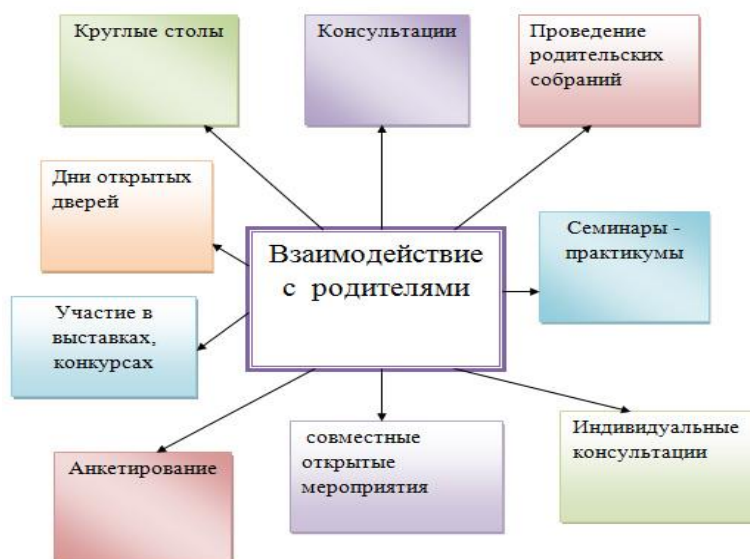 Круглые столы
Консультации
Проведение
родительских
собраний
Дни открытых
дверей
Взаимодействие
с родителями
Семинары -
практикумы
Участие в
выставках,
конкурсах
Анкетирование
совместные
открытые
мероприятия
Индивидуальные
консультации